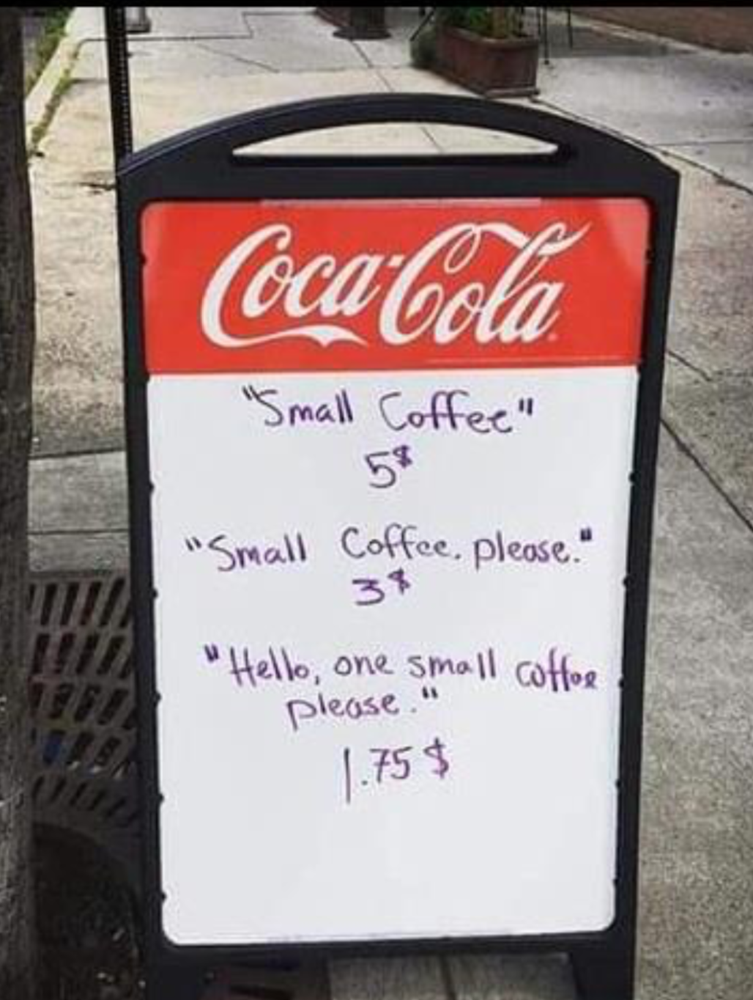 Coca-Cola
"Small Coffee"
5$
"Small Coffee, please."
3$
"Hello, one small coffee
please."
1.75 $